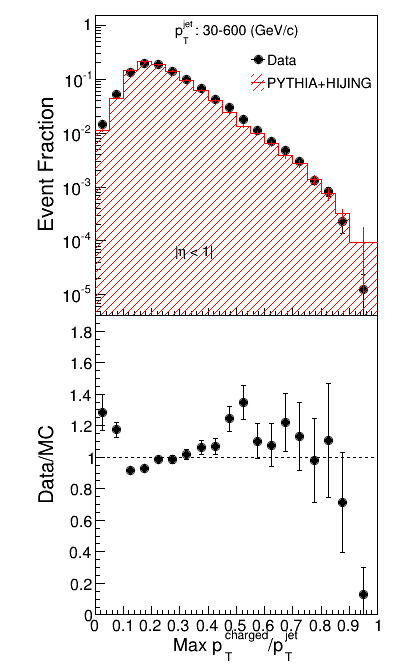 p_T^jet : 30-600 (GeV/c)
Data
PYTHIA+HIJING
|η < 1|
Event Fraction
1
10^-1
10^-2
10^-3
10^-4
10^-5
Data/MC
1.8
1.6
1.4
1.2
1
0.8
0.6
0.4
0.2
0
0 0.1 0.2 0.3 0.4 0.5 0.6 0.7 0.8 0.9 1
Max p_T^charged/p_T^jet